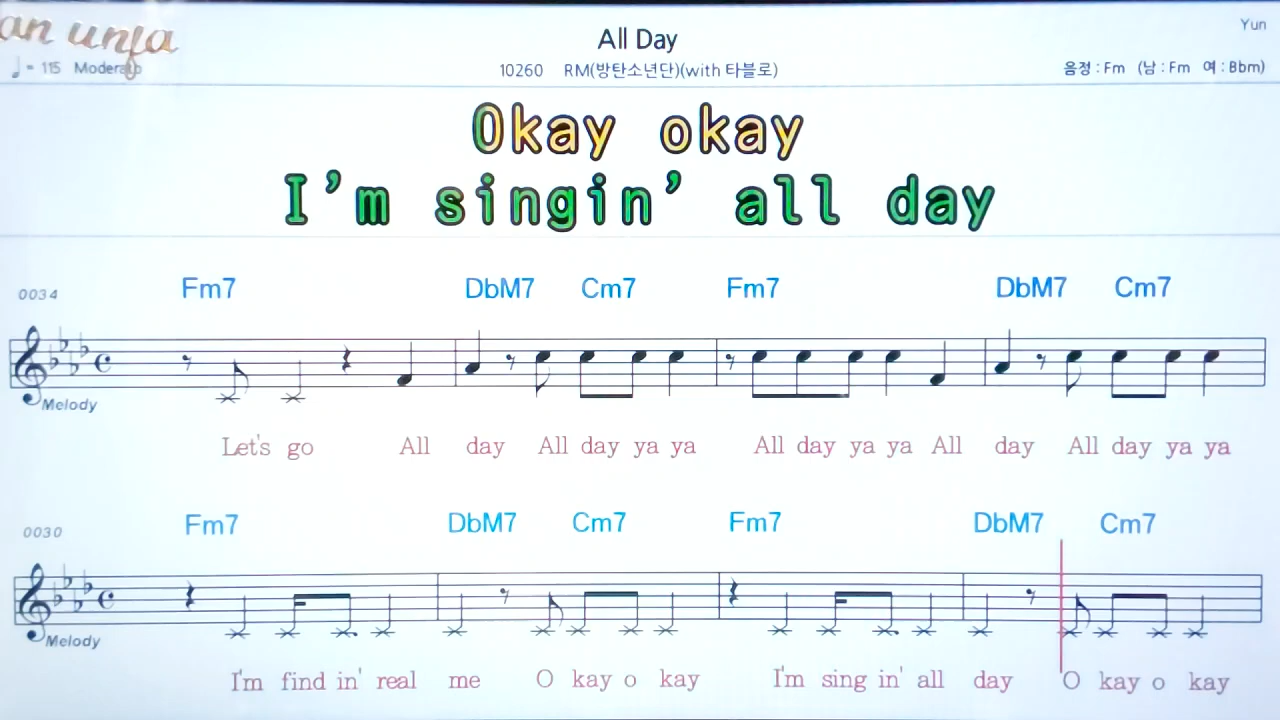 an unja
All Day
Yun
♩ = 115 Moderato
10260 RM(방탄소년단)(with 타블로)
음정 : Fm (남 : Fm 여 : Bbm)
Okay okay
I'm singin' all day
0034
Fm7 DbM7 Cm7 Fm7 DbM7 Cm7
Melody
Let's go All day All day ya ya All day ya ya All day All day ya ya
0030
Fm7 DbM7 Cm7 Fm7 DbM7 Cm7
Melody
I'm find in' real me O kay o kay I'm sing in' all day O kay o kay